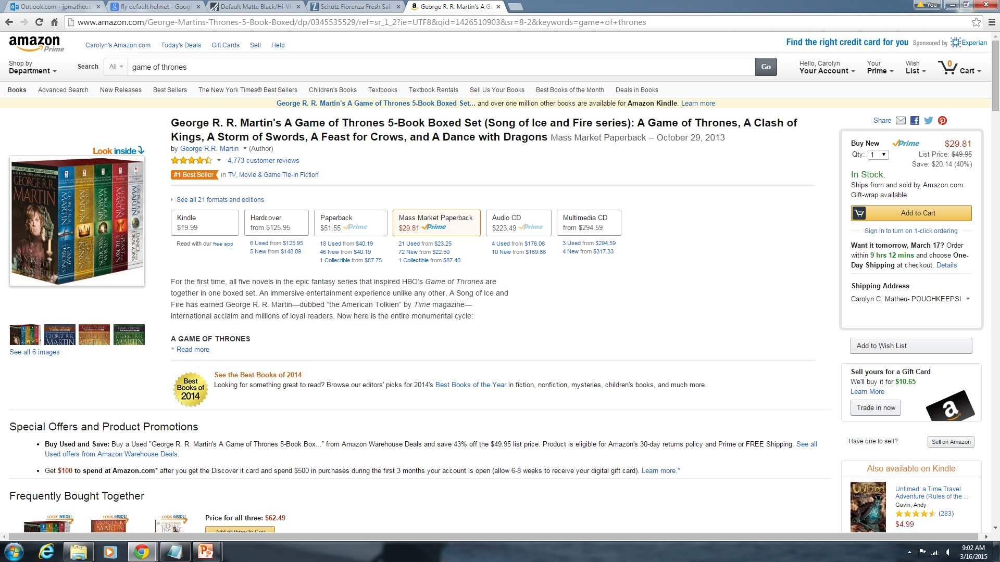 Outlook.com - jpmatheus
fly default helmet - Googl
Default Matte Black/Hi-Vi
Schutz Fiorenza Fresh Sal
George R. R. Martin's A G
You
www.amazon.com/George-Martins-Thrones-5-Book-Boxed/dp/0345535529/ref=sr_1_2?ie=UTF8&qid=1426510903&sr=8-2&keywords=game+of+thrones
amazon Prime
Carolyn's Amazon.com Today's Deals Gift Cards Sell Help
Find the right credit card for you Sponsored by Experian
Shop by
Department
Search All game of thrones Go
Hello, Carolyn
Your Account
Your
Prime
Wish
List
0
Cart
Books Advanced Search New Releases Best Sellers The New York Times® Best Sellers Children's Books Textbooks Textbook Rentals Sell Us Your Books Best Books of the Month Deals in Books
George R. R. Martin's A Game of Thrones 5-Book Boxed Set... and over one million other books are available for Amazon Kindle. Learn more
Look inside
GEORGE R.R.
MARTIN
See all 6 images
George R. R. Martin's A Game of Thrones 5-Book Boxed Set (Song of Ice and Fire series): A Game of Thrones, A Clash of
Kings, A Storm of Swords, A Feast for Crows, and A Dance with Dragons Mass Market Paperback – October 29, 2013
by George R.R. Martin (Author)
4,773 customer reviews
#1 Best Seller in TV, Movie & Game Tie-In Fiction
See all 21 formats and editions
Kindle
$19.99
Read with our free app
Hardcover
from $125.95
6 Used from $125.95
5 New from $148.09
Paperback
$51.55 Prime
18 Used from $40.19
46 New from $40.19
1 Collectible from $87.75
Mass Market Paperback
$29.81 Prime
21 Used from $23.25
72 New from $22.50
1 Collectible from $87.40
Audio CD
$223.49 Prime
4 Used from $176.06
10 New from $169.88
Multimedia CD
from $294.59
3 Used from $294.59
4 New from $317.33
For the first time, all five novels in the epic fantasy series that inspired HBO's Game of Thrones are
together in one boxed set. An immersive entertainment experience unlike any other, A Song of Ice and
Fire has earned George R. R. Martin—dubbed “the American Tolkien” by Time magazine—
international acclaim and millions of loyal readers. Now here is the entire monumental cycle:
A GAME OF THRONES
Read more
Best
Books of
2014
See the Best Books of 2014
Looking for something great to read? Browse our editors' picks for 2014's Best Books of the Year in fiction, nonfiction, mysteries, children's books, and much more.
Special Offers and Product Promotions
• Buy Used and Save: Buy a Used "George R. R. Martin's A Game of Thrones 5-Book Box..." from Amazon Warehouse Deals and save 43% off the $49.95 list price. Product is eligible for Amazon's 30-day returns policy and Prime or FREE Shipping. See all
Used offers from Amazon Warehouse Deals.
• Get $100 to spend at Amazon.com* after you get the Discover it card and spend $500 in purchases during the first 3 months your account is open (allow 6-8 weeks to receive your digital gift card). Learn more.*
Frequently Bought Together
LOOK INSIDE! LOOK INSIDE! LOOK INSIDE!
Price for all three: $62.49
Add all three to Cart
Share
Buy New Prime $29.81
Qty: 1 List Price: $49.95
Save: $20.14 (40%)
In Stock.
Ships from and sold by Amazon.com.
Gift-wrap available.
Add to Cart
Sign in to turn on 1-click ordering
Want it tomorrow, March 17? Order
within 9 hrs 12 mins and choose One-
Day Shipping at checkout. Details
Shipping Address
Carolyn C. Matheu- POUGHKEEPSI
Add to Wish List
Sell yours for a Gift Card
We'll buy it for $10.65
Learn More
Trade in now
Have one to sell? Sell on Amazon
Also available on Kindle
Untimed
Untimed: a Time Travel
Adventure (Rules of the ...
Gavin, Andy
(283)
$4.99
9:02 AM
3/16/2015